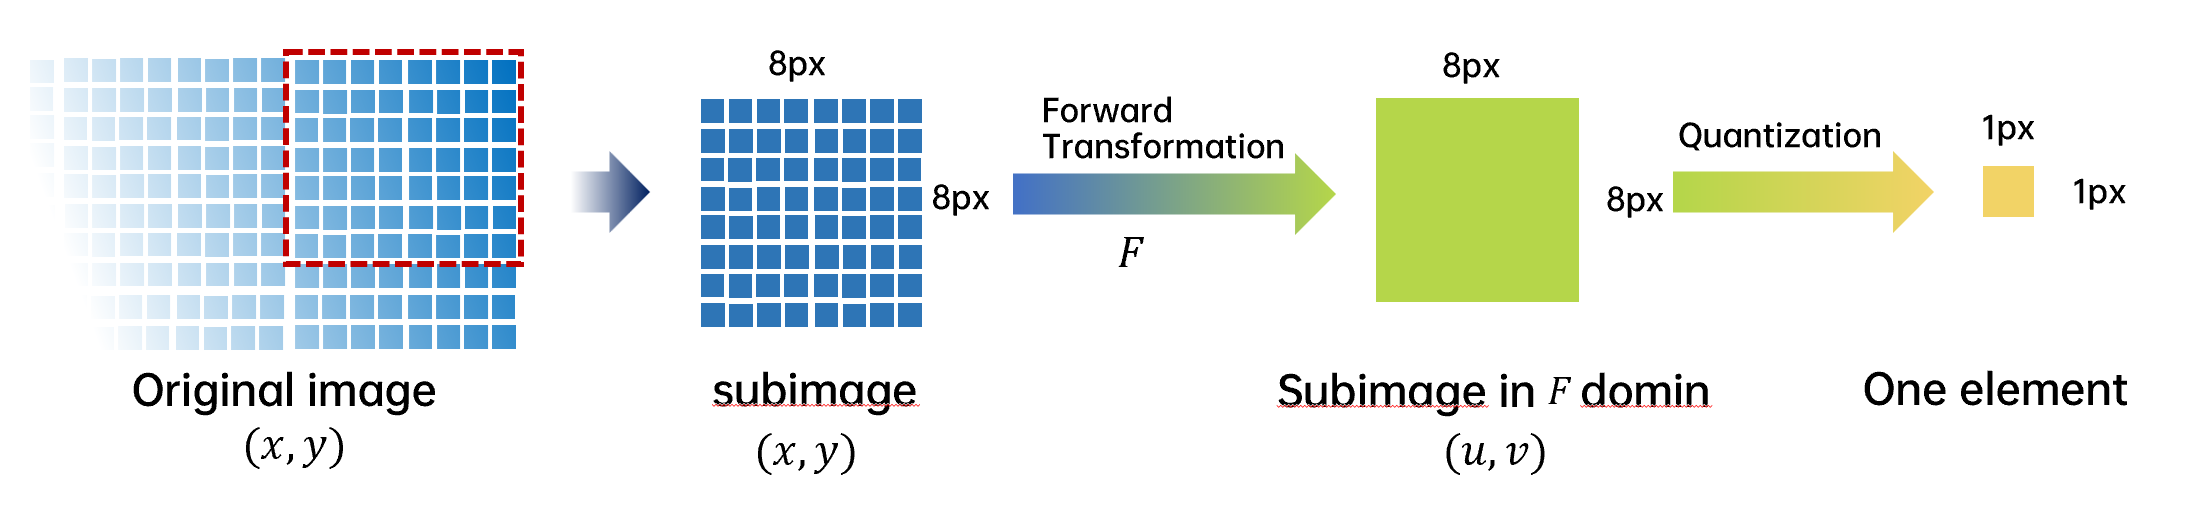 8px
8px
Forward
Transformation
F
8px
8px
Quantization
1px
1px
Original image
(x, y)
subimage
(x, y)
Subimage in F domin
(u, v)
One element